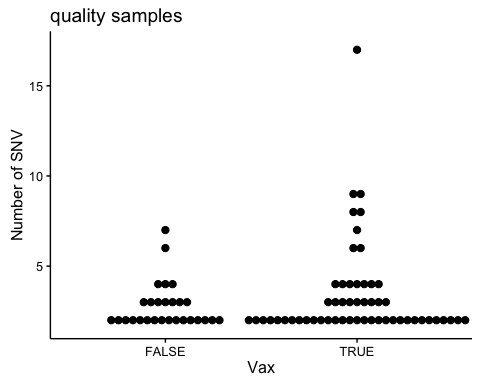 quality samples
15
10
5
Number of SNV
FALSE
TRUE
Vax